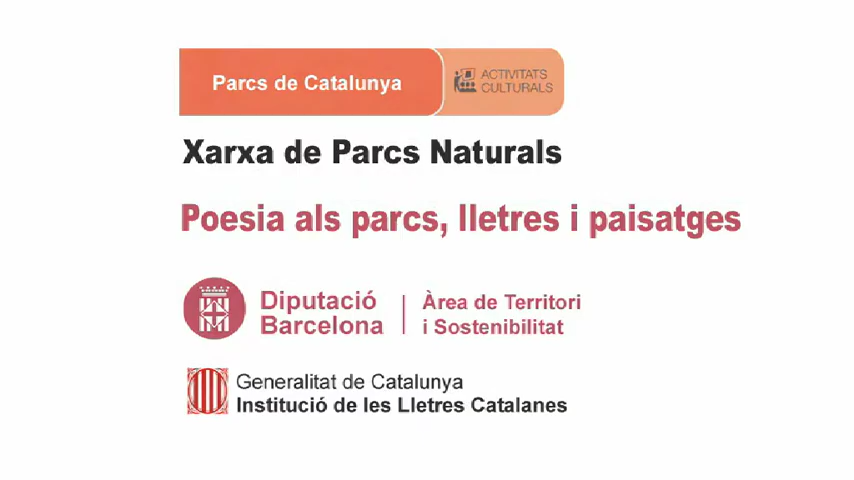 Parcs de Catalunya
ACTIVITATS
CULTURALS
Xarxa de Parcs Naturals
Poesia als parcs, lletres i paisatges
Diputació
Barcelona
Àrea de Territori
i Sostenibilitat
Generalitat de Catalunya
Institució de les Lletres Catalanes